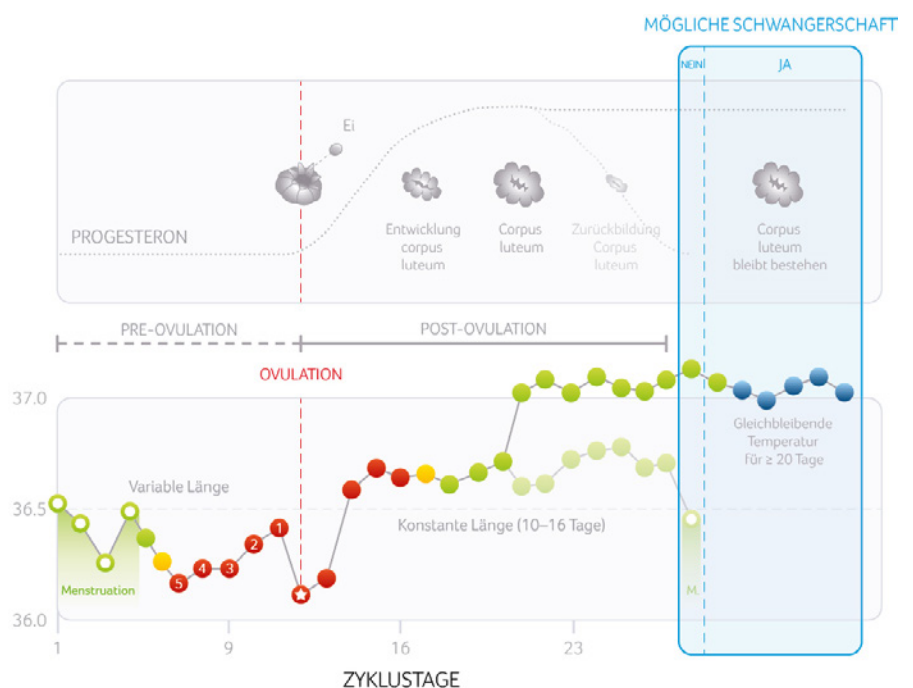 MÖGLICHE SCHWANGERSCHAFT
NEIN
JA
Ei
PROGESTERON
Entwicklung
corpus
luteum
Corpus
luteum
Zurückbildung
Corpus
luteum
Corpus
luteum
bleibt bestehen
PRE-OVULATION
POST-OVULATION
OVULATION
37.0
36.5
36.0
Variable Länge
Konstante Länge (10–16 Tage)
Gleichbleibende
Temperatur
für ≥ 20 Tage
5
4
3
2
1
Menstruation
M.
1
9
16
23
ZYKLUSTAGE